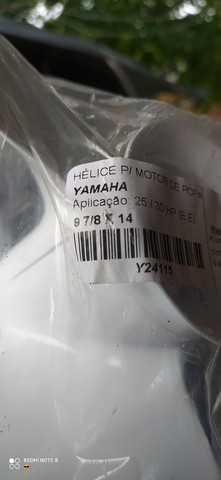 HÉLICE P/ MOTOR DE POPA
YAMAHA
Aplicação: 25 / 30 HP (E.E)
9 7/8 X 14
Y24115
REDMI NOTE 8